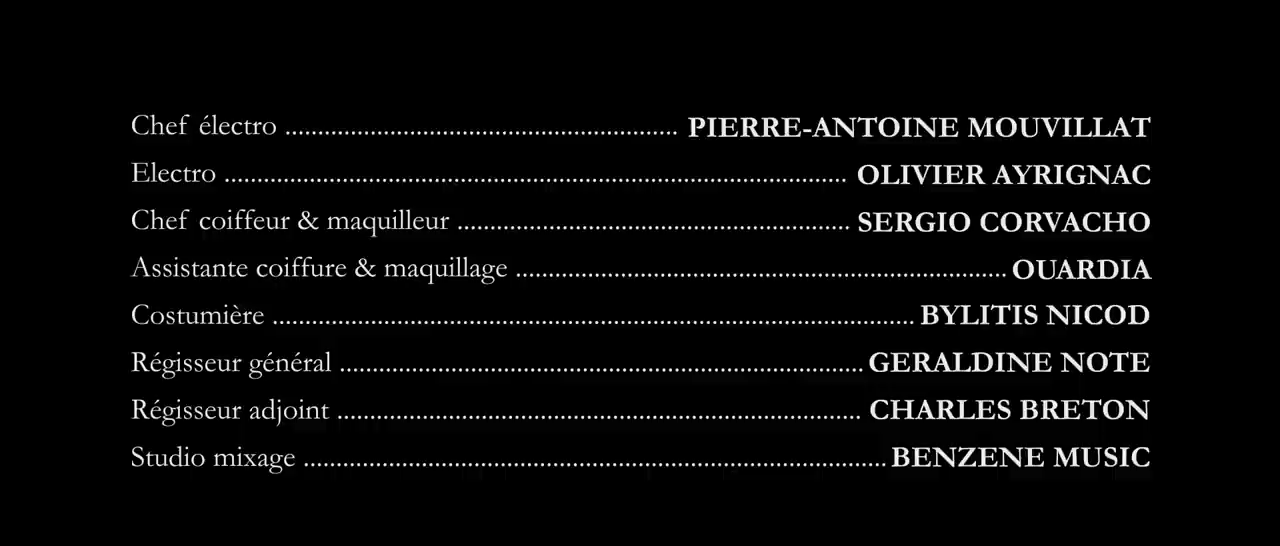 Chef électro ............................................................ PIERRE-ANTOINE MOUVILLAT
Electro ............................................................................................... OLIVIER AYRIGNAC
Chef coiffeur & maquilleur ............................................................ SERGIO CORVACHO
Assistante coiffure & maquillage ........................................................................... OUARDIA
Costumière .................................................................................................. BYLITIS NICOD
Régisseur général ................................................................................ GERALDINE NOTE
Régisseur adjoint ................................................................................ CHARLES BRETON
Studio mixage ......................................................................................... BENZENE MUSIC